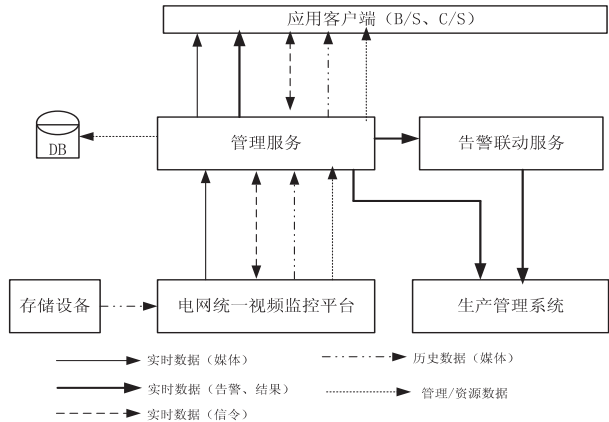 应用客户端（B/S、C/S）
DB
管理服务
告警联动服务
存储设备
电网统一视频监控平台
生产管理系统
实时数据（媒体）
历史数据（媒体）
实时数据（告警、结果）
管理/资源数据
实时数据（信令）